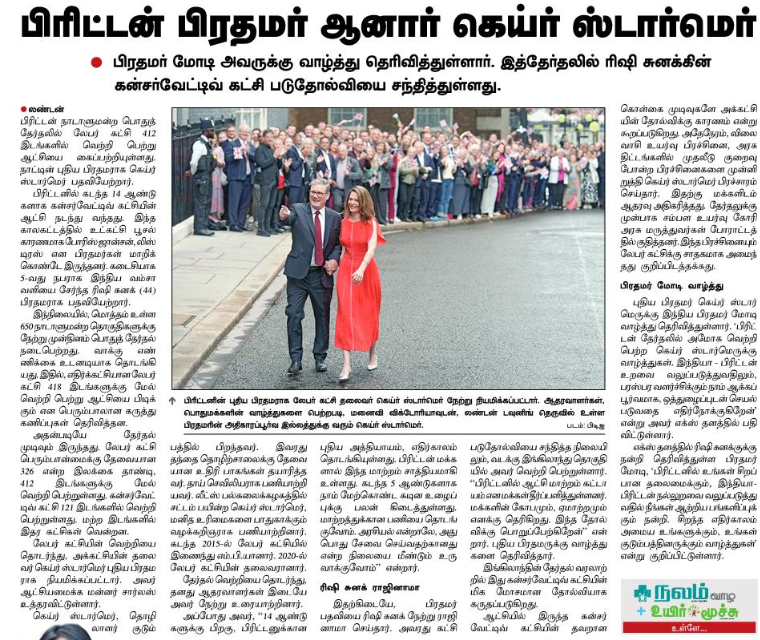 பிரிட்டன் பிரதமர் ஆனார் கெய்ர் ஸ்டார்மெர்
● பிரதமர் மோடி அவருக்கு வாழ்த்து தெரிவித்துள்ளார். இத்தேர்தலில் ரிஷி சுனக்கின்
கன்சர்வேட்டிவ் கட்சி படுதோல்வியை சந்தித்துள்ளது.
● லண்டன்
பிரிட்டன் நாடாளுமன்ற பொதுத்
தேர்தலில் லேபர் கட்சி 412
இடங்களில் வெற்றி பெற்று
ஆட்சியை கைப்பற்றியுள்ளது.
நாட்டின் புதிய பிரதமராக கெய்ர்
ஸ்டார்மெர் பதவியேற்றார்.
பிரிட்டனில் கடந்த 14 ஆண்டு
களாக கன்சர்வேட்டிவ் கட்சியின்
ஆட்சி நடந்து வந்தது. இந்த
காலகட்டத்தில் உட்கட்சி பூசல்
காரணமாக போரிஸ் ஜான்சன், லிஸ்
டிரஸ் என பிரதமர்கள் மாறிக்
கொண்டே இருந்தனர். கடைசியாக
5-வது நபராக இந்திய வம்சா
வளியை சேர்ந்த ரிஷி சுனக் (44)
பிரதமராக பதவியேற்றார்.
இந்நிலையில், மொத்தம் உள்ள
650 நாடாளுமன்ற தொகுதிகளுக்கு
நேற்று முன்தினம் பொதுத் தேர்தல்
நடைபெற்றது. வாக்கு எண்
ணிக்கை உடனடியாக தொடங்கி
யது. இதில், எதிர்க்கட்சியான லேபர்
கட்சி 418 இடங்களுக்கு மேல்
வெற்றி பெற்று ஆட்சியை பிடிக்
கும் என பெரும்பாலான கருத்து
கணிப்புகள் தெரிவித்தன.
அதன்படியே தேர்தல்
முடிவும் இருந்தது. லேபர் கட்சி
பெரும்பான்மைக்கு தேவையான
326 என்ற இலக்கை தாண்டி,
412 இடங்களுக்கு மேல்
வெற்றி பெற்றுள்ளது. கன்சர்வேட்
டிவ் கட்சி 121 இடங்களில் வெற்றி
பெற்றுள்ளது. மற்ற இடங்களில்
இதர கட்சிகள் வென்றன.
லேபர் கட்சியின் வெற்றியை
தொடர்ந்து, அக்கட்சியின் தலை
வர் கெய்ர் ஸ்டார்மெர் புதிய பிரத
மராக நியமிக்கப்பட்டார். அவர்
ஆட்சியமைக்க மன்னர் சார்லஸ்
உத்தரவிட்டுள்ளார்.
கெய்ர் ஸ்டார்மெர், தொழி
லாளர் குடும்
பிரிட்டனின் புதிய பிரதமராக லேபர் கட்சி தலைவர் கெய்ர் ஸ்டார்மெர் நேற்று நியமிக்கப்பட்டார். ஆதரவாளர்கள்,
பொதுமக்களின் வாழ்த்துகளை பெற்றபடி, மனைவி விக்டோரியாவுடன், லண்டன் டவுனிங் தெருவில் உள்ள
பிரதமரின் அதிகாரப்பூர்வ இல்லத்துக்கு வரும் கெய்ர் ஸ்டார்மெர். படம்: பிடிஐ
பத்தில் பிறந்தவர். இவரது
தந்தை தொழிற்சாலைக்கு தேவை
யான உதிரி பாகங்கள் தயாரித்த
வர். தாய் செவிலியராக பணியாற்றி
யவர். லீட்ஸ் பல்கலைக்கழகத்தில்
சட்டம் பயின்ற கெய்ர் ஸ்டார்மெர்,
மனித உரிமைகளை பாதுகாக்கும்
வழக்கறிஞராக பணியாற்றினார்.
கடந்த 2015-ல் லேபர் கட்சியில்
இணைந்து எம்.பி.யானார். 2020-ல்
லேபர் கட்சியின் தலைவரானார்.
தேர்தல் வெற்றியை தொடர்ந்து,
தனது ஆதரவாளர்கள் இடையே
அவர் நேற்று உரையாற்றினார்.
அப்போது அவர், "14 ஆண்டு
களுக்கு பிறகு, பிரிட்டனுக்கான
புதிய அத்தியாயம், எதிர்காலம்
தொடங்கியுள்ளது. பிரிட்டன் மக்க
ளால் இந்த மாற்றம் சாத்தியமாகி
உள்ளது. கடந்த 5 ஆண்டுகளாக
நாம் மேற்கொண்ட கடின உழைப்
புக்கு பலன் கிடைத்துள்ளது.
மாற்றத்துக்கான பணியை தொடங்
குவோம். அரசியல் என்றாலே, அது
பொது சேவை செய்வதற்கானது
என்ற நிலையை மீண்டும் உரு
வாக்குவோம்" என்றார்.
ரிஷி சுனக் ராஜினாமா
இதற்கிடையே, பிரதமர்
பதவியை ரிஷி சுனக் நேற்று ராஜி
னாமா செய்தார். அவரது கட்சி
படுதோல்வியை சந்தித்த நிலையி
லும், வடக்கு இங்கிலாந்து தொகுதி
யில் அவர் வெற்றி பெற்றுள்ளார்.
"பிரிட்டனில் ஆட்சி மாற்றம் கட்டா
யம் என மக்கள் தீர்ப்பளித்துள்ளனர்.
மக்களின் கோபமும், ஏமாற்றமும்
எனக்கு தெரிகிறது. இந்த தோல்
விக்கு பொறுப்பேற்கிறேன்" என்
றார். புதிய பிரதமருக்கு வாழ்த்து
களை தெரிவித்தார்.
இங்கிலாந்தின் தேர்தல் வரலாற்
றில் இது கன்சர்வேட்டிவ் கட்சியின்
மிக மோசமான தோல்வியாக
கருதப்படுகிறது.
ஆட்சியில் இருந்த கன்சர்
வேட்டிவ் கட்சியின் தவறான
கொள்கை முடிவுகளே அக்கட்சி
யின் தோல்விக்கு காரணம் என்று
கூறப்படுகிறது. அதேநேரம், விலை
வாசி உயர்வு பிரச்சினை, அரசு
திட்டங்களில் முதலீடு குறைவு
போன்ற பிரச்சினைகளை முன்னி
றுத்தி கெய்ர் ஸ்டார்மெர் பிரச்சாரம்
செய்தார். இதற்கு மக்களிடம்
ஆதரவு அதிகரித்தது. தேர்தலுக்கு
முன்பாக சம்பள உயர்வு கோரி
அரசு மருத்துவர்கள் போராட்டத்
தில் குதித்தனர். இந்த பிரச்சினையும்
லேபர் கட்சிக்கு சாதகமாக அமைந்
தது குறிப்பிடத்தக்கது.
பிரதமர் மோடி வாழ்த்து
புதிய பிரதமர் கெய்ர் ஸ்டார்
மெருக்கு இந்திய பிரதமர் மோடி
வாழ்த்து தெரிவித்துள்ளார். 'பிரிட்
டன் தேர்தலில் அமோக வெற்றி
பெற்ற கெய்ர் ஸ்டார்மெருக்கு
வாழ்த்துகள். இந்தியா - பிரிட்டன்
உறவை வலுப்படுத்துவதிலும்,
பரஸ்பர வளர்ச்சிக்கும் நாம் ஆக்கப்
பூர்வமாக, ஒத்துழைப்புடன் செயல்
படுவதை எதிர்நோக்குகிறேன்'
என்று அவர் எக்ஸ் தளத்தில் பதி
விட்டுள்ளார்.
எக்ஸ் தளத்தில் ரிஷி சுனக்குக்கு
நன்றி தெரிவித்துள்ள பிரதமர்
மோடி, 'பிரிட்டனில் உங்கள் சிறப்
பான தலைமைக்கும், இந்தியா-
பிரிட்டன் நல்லுறவை வலுப்படுத்து
வதில் நீங்கள் ஆற்றிய பங்களிப்புக்
கும் நன்றி. சிறந்த எதிர்காலம்
அமைய உங்களுக்கும், உங்கள்
குடும்பத்தினருக்கும் வாழ்த்துகள்'
என்று குறிப்பிட்டுள்ளார்.
நலம் வாழ
+ உயிர் மூச்சு
உள்ளே...